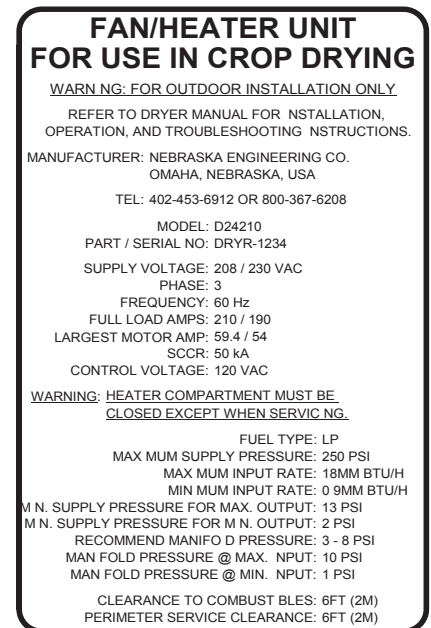 FAN/HEATER UNIT
FOR USE IN CROP DRYING
WARN NG: FOR OUTDOOR INSTALLATION ONLY
REFER TO DRYER MANUAL FOR NSTALLATION,
OPERATION, AND TROUBLESHOOTING NSTRUCTIONS.
MANUFACTURER: NEBRASKA ENGINEERING CO.
OMAHA, NEBRASKA, USA
TEL: 402-453-6912 OR 800-367-6208
MODEL: D24210
PART / SERIAL NO: DRYR-1234
SUPPLY VOLTAGE: 208 / 230 VAC
PHASE: 3
FREQUENCY: 60 Hz
FULL LOAD AMPS: 210 / 190
LARGEST MOTOR AMP: 59.4 / 54
SCCR: 50 kA
CONTROL VOLTAGE: 120 VAC
WARNING: HEATER COMPARTMENT MUST BE
CLOSED EXCEPT WHEN SERVIC NG.
FUEL TYPE: LP
MAX MUM SUPPLY PRESSURE: 250 PSI
MAX MUM INPUT RATE: 18MM BTU/H
MIN MUM INPUT RATE: 0 9MM BTU/H
M N. SUPPLY PRESSURE FOR MAX. OUTPUT: 13 PSI
M N. SUPPLY PRESSURE FOR M N. OUTPUT: 2 PSI
RECOMMEND MANIFO D PRESSURE: 3 - 8 PSI
MAN FOLD PRESSURE @ MAX. NPUT: 10 PSI
MAN FOLD PRESSURE @ MIN. NPUT: 1 PSI
CLEARANCE TO COMBUST BLES: 6FT (2M)
PERIMETER SERVICE CLEARANCE: 6FT (2M)